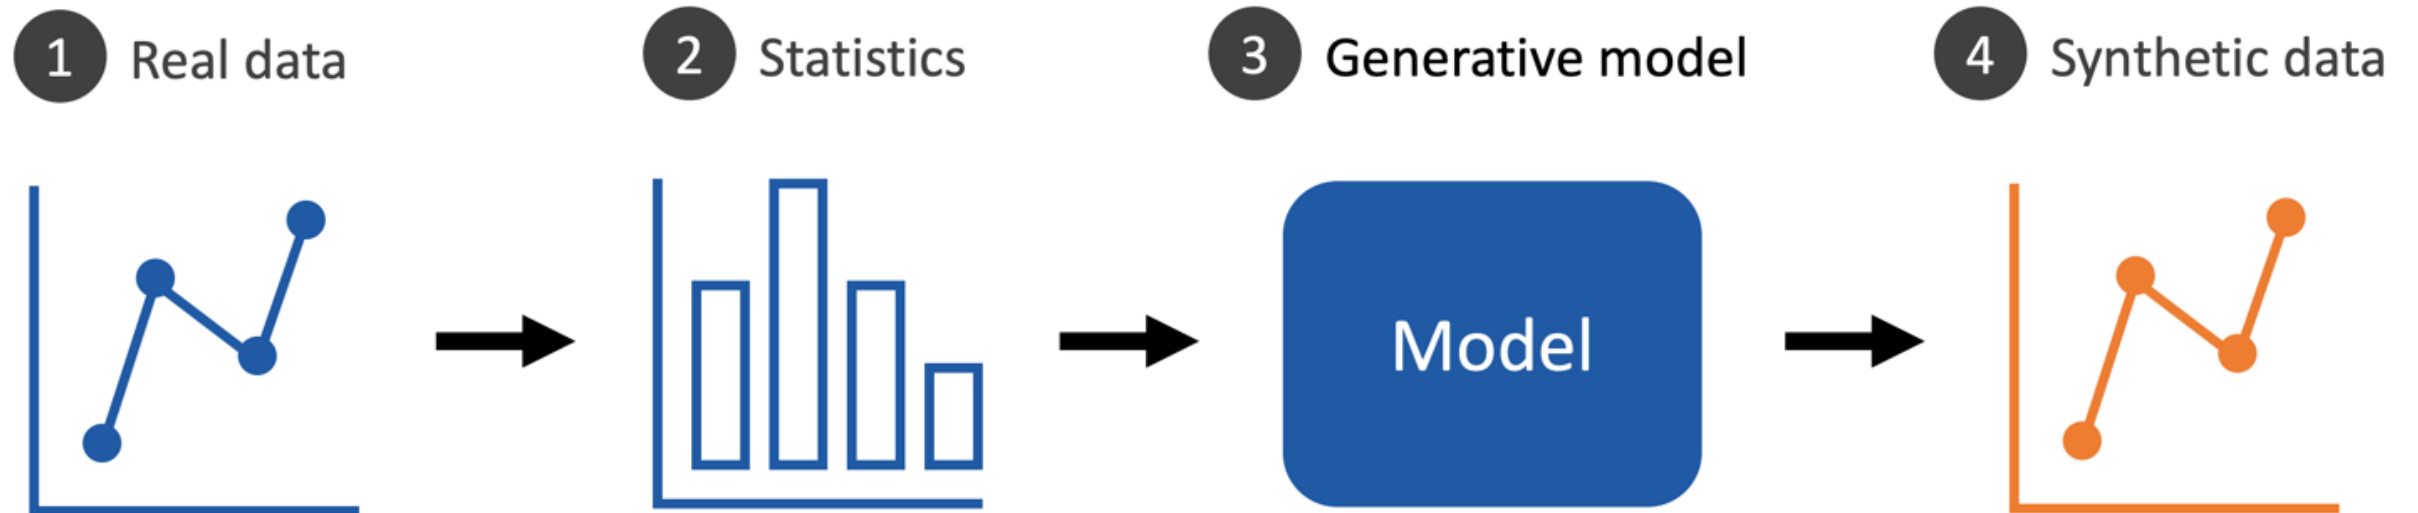 1 Real data
2 Statistics
3 Generative model
4 Synthetic data
Model